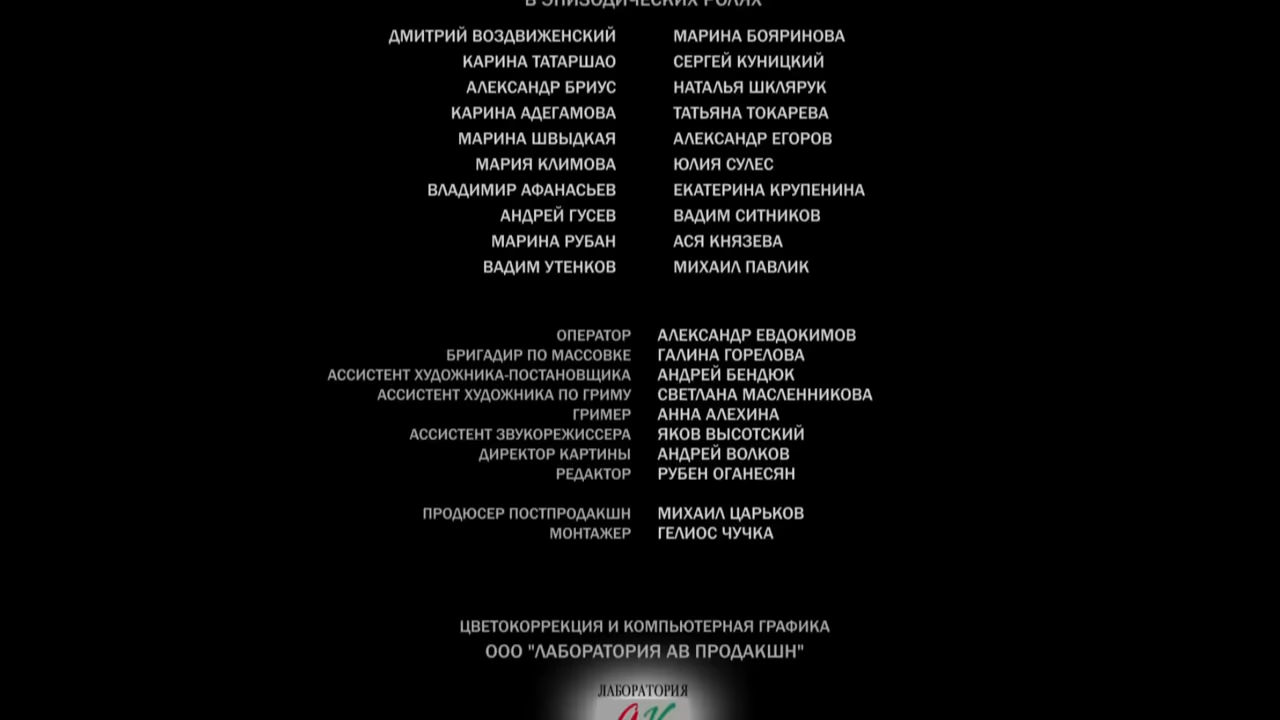 В ЭПИЗОДИЧЕСКИХ РОЛЯХ
ДМИТРИЙ ВОЗДВИЖЕНСКИЙ МАРИНА БОЯРИНОВА
КАРИНА ТАТАРШАО СЕРГЕЙ КУНИЦКИЙ
АЛЕКСАНДР БРИУС НАТАЛЬЯ ШКЛЯРУК
КАРИНА АДЕГАМОВА ТАТЬЯНА ТОКАРЕВА
МАРИНА ШВЫДКАЯ АЛЕКСАНДР ЕГОРОВ
МАРИЯ КЛИМОВА ЮЛИЯ СУЛЕС
ВЛАДИМИР АФАНАСЬЕВ ЕКАТЕРИНА КРУПЕНИНА
АНДРЕЙ ГУСЕВ ВАДИМ СИТНИКОВ
МАРИНА РУБАН АСЯ КНЯЗЕВА
ВАДИМ УТЕНКОВ МИХАИЛ ПАВЛИК
ОПЕРАТОР АЛЕКСАНДР ЕВДОКИМОВ
БРИГАДИР ПО МАССОВКЕ ГАЛИНА ГОРЕЛОВА
АССИСТЕНТ ХУДОЖНИКА-ПОСТАНОВЩИКА АНДРЕЙ БЕНДЮК
АССИСТЕНТ ХУДОЖНИКА ПО ГРИМУ СВЕТЛАНА МАСЛЕННИКОВА
ГРИМЕР АННА АЛЕХИНА
АССИСТЕНТ ЗВУКОРЕЖИССЕРА ЯКОВ ВЫСОТСКИЙ
ДИРЕКТОР КАРТИНЫ АНДРЕЙ ВОЛКОВ
РЕДАКТОР РУБЕН ОГАНЕСЯН
ПРОДЮСЕР ПОСТПРОДАКШН МИХАИЛ ЦАРЬКОВ
МОНТАЖЕР ГЕЛИОС ЧУЧКА
ЦВЕТОКОРРЕКЦИЯ И КОМПЬЮТЕРНАЯ ГРАФИКА
ООО "ЛАБОРАТОРИЯ АВ ПРОДАКШН"
ЛАБОРАТОРИЯ